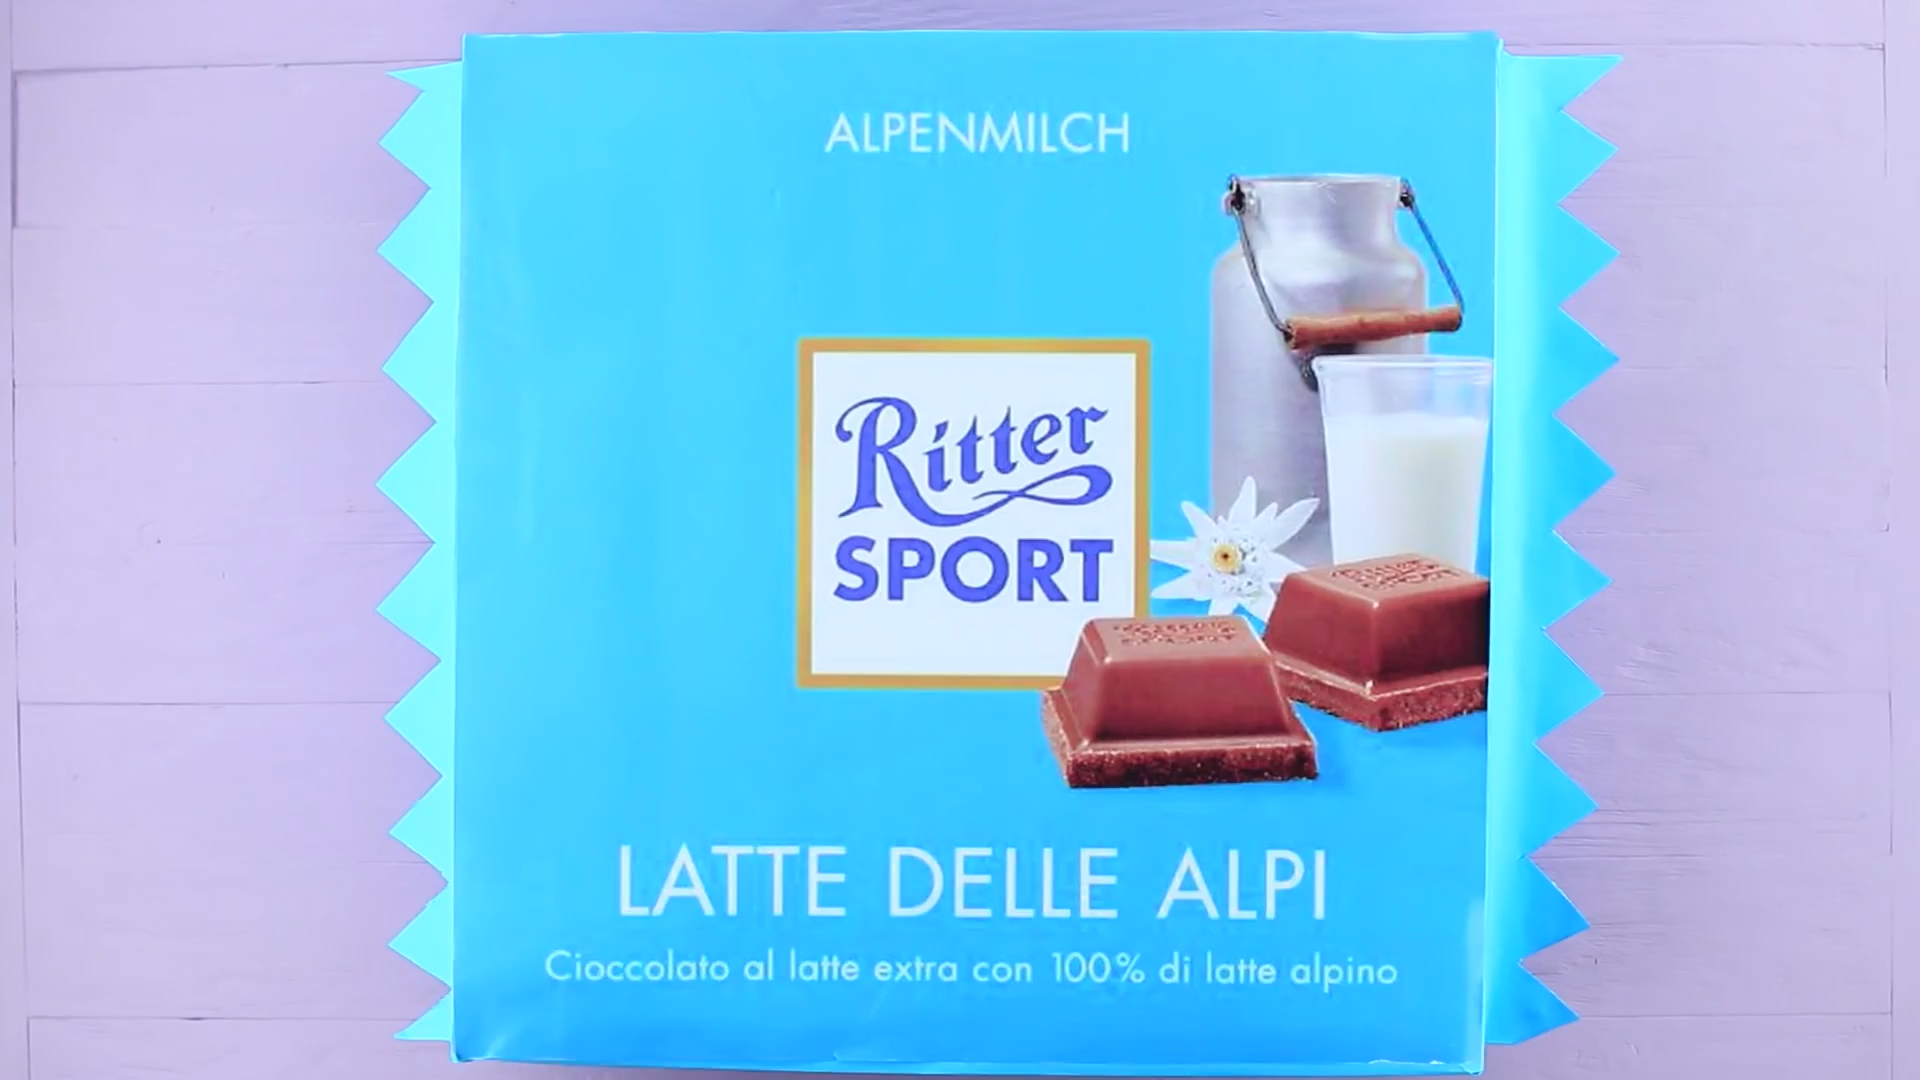 ALPENMILCH
Ritter
SPORT
LATTE DELLE ALPI
Cioccolato al latte extra con 100% di latte alpino